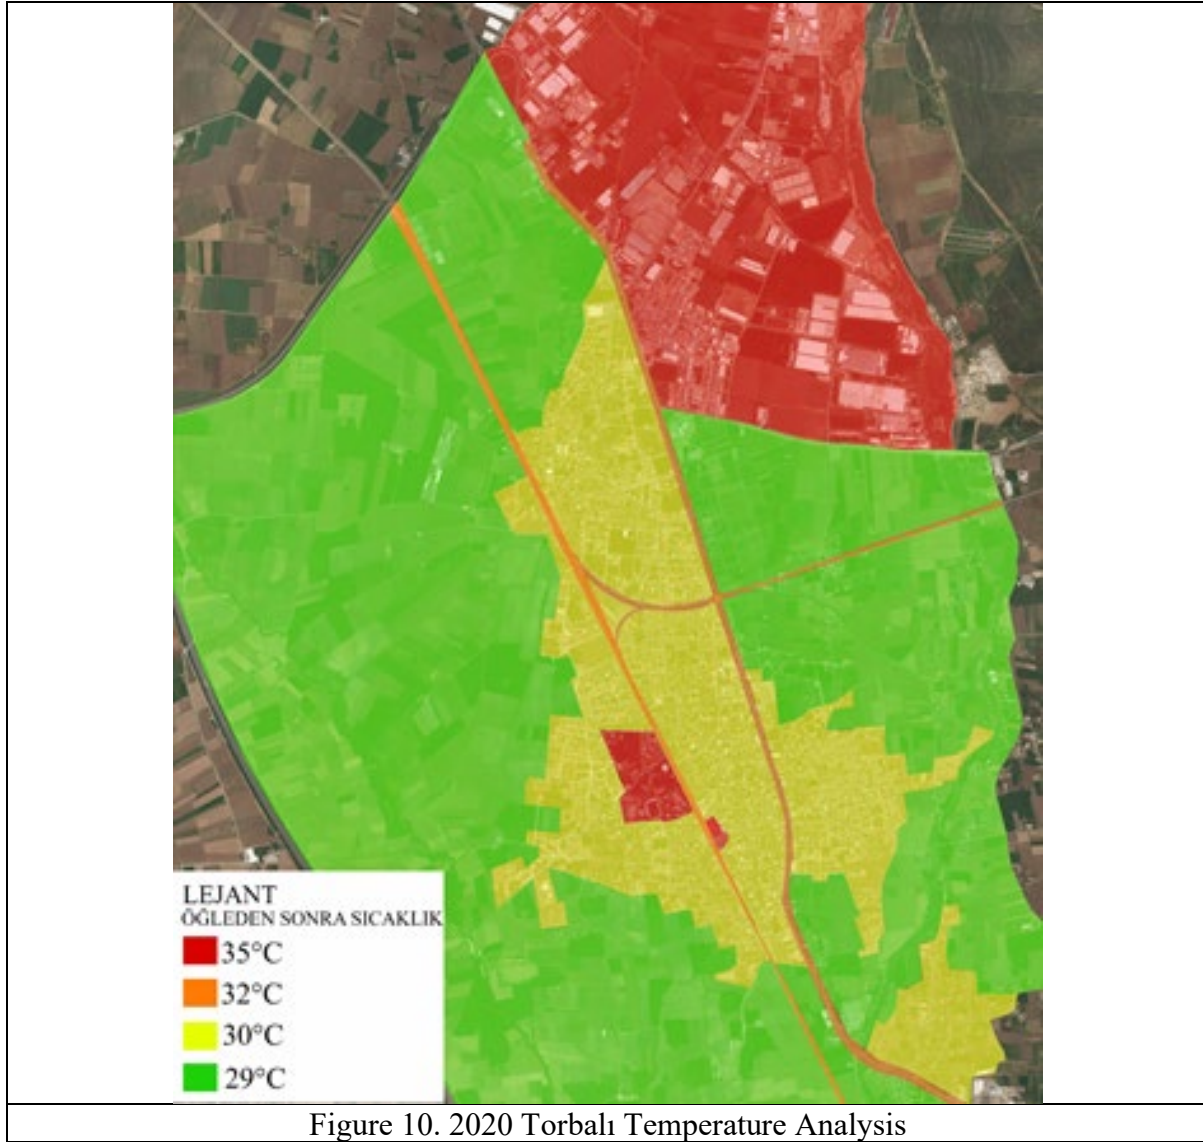 LEJANT
ÖĞLEDEN SONRA SICAKLIK
35°C
32°C
30°C
29°C
Figure 10. 2020 Torbalı Temperature Analysis